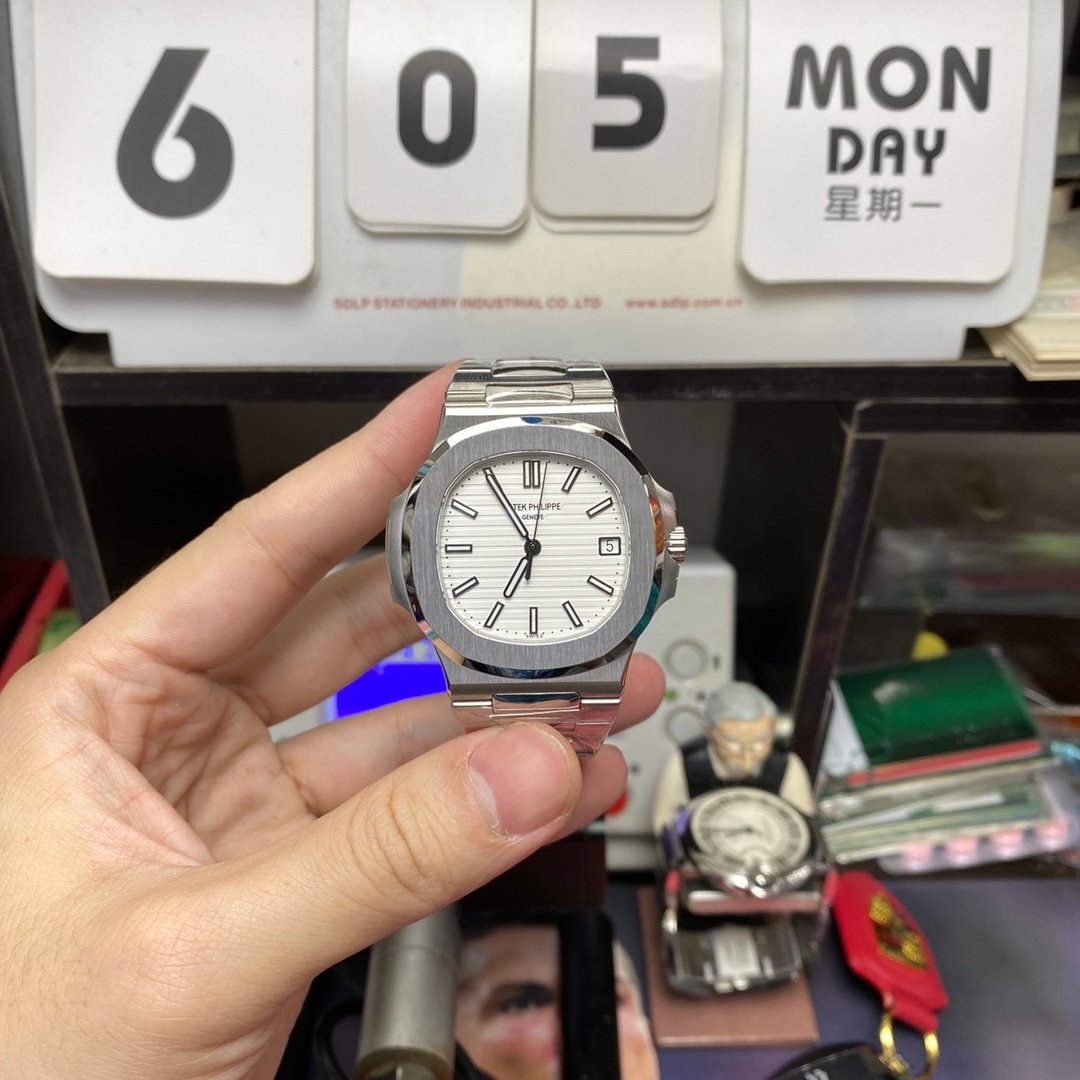 6 0 5 MON
DAY
星期一
SDLP STATIONERY INDUSTRIAL CO.,LTD www.sdlp.com.cn
TEK PHILIPPE
GENEVE
5